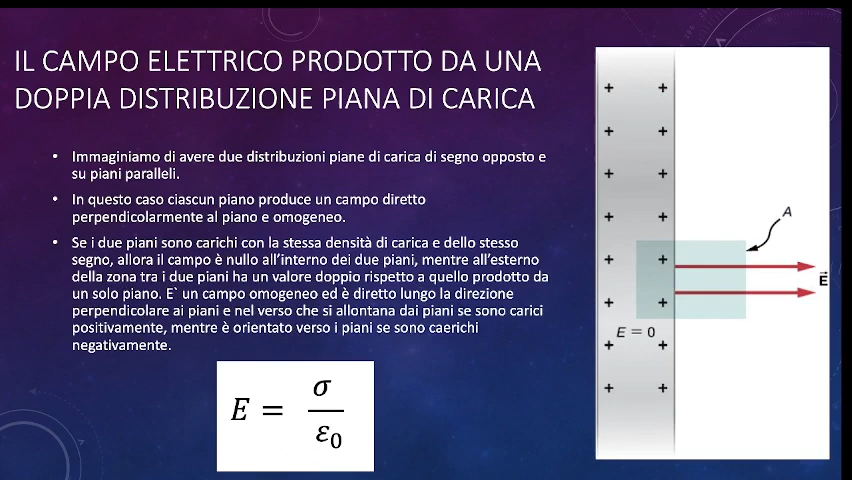 IL CAMPO ELETTRICO PRODOTTO DA UNA
DOPPIA DISTRIBUZIONE PIANA DI CARICA
• Immaginiamo di avere due distribuzioni piane di carica di segno opposto e
su piani paralleli.
• In questo caso ciascun piano produce un campo diretto
perpendicolarmente al piano e omogeneo.
• Se i due piani sono carichi con la stessa densità di carica e dello stesso
segno, allora il campo è nullo all'interno dei due piani, mentre all'esterno
della zona tra i due piani ha un valore doppio rispetto a quello prodotto da
un solo piano. E` un campo omogeneo ed è diretto lungo la direzione
perpendicolare ai piani e nel verso che si allontana dai piani se sono carici
positivamente, mentre è orientato verso i piani se sono caerichi
negativamente.
E = σ / ε₀
+ +
+ +
+ +
+ +
A
+ +
E⃗
+ +
E = 0
+ +
+ +